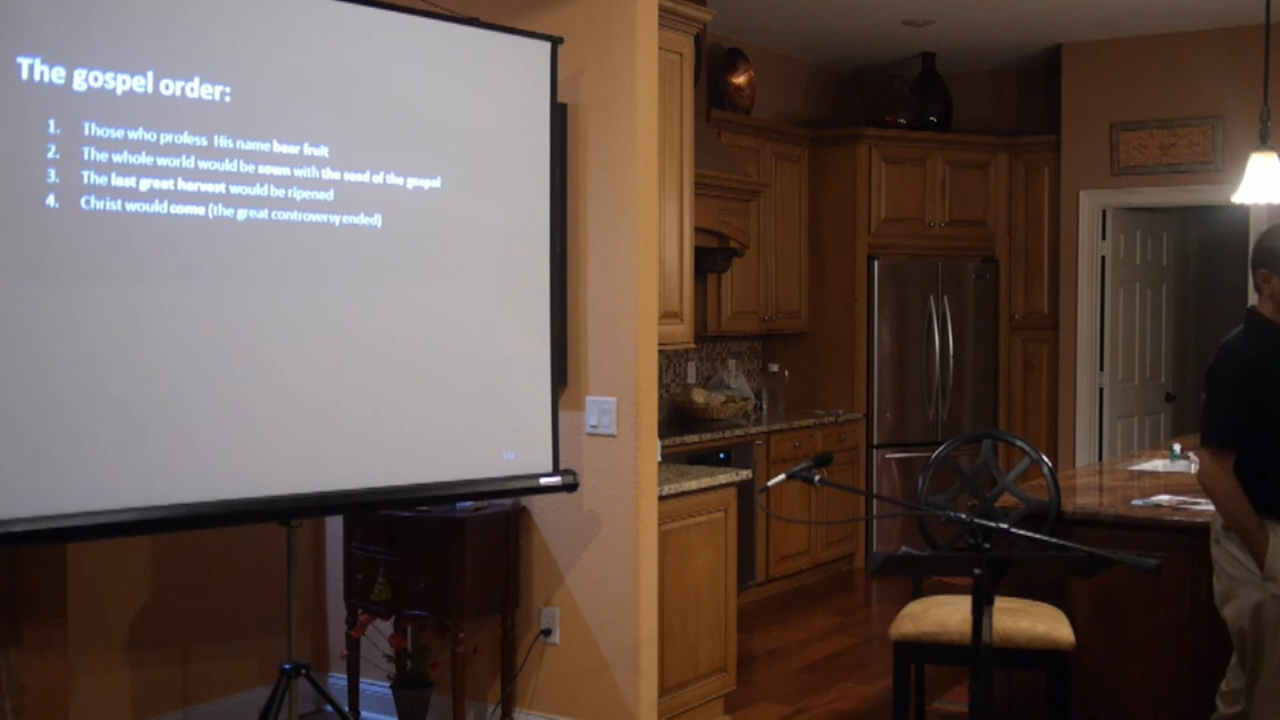 The gospel order:
1. Those who profess His name bear fruit
2. The whole world would be sown with the seed of the gospel
3. The last great harvest would be ripened
4. Christ would come (the great controversy ended)